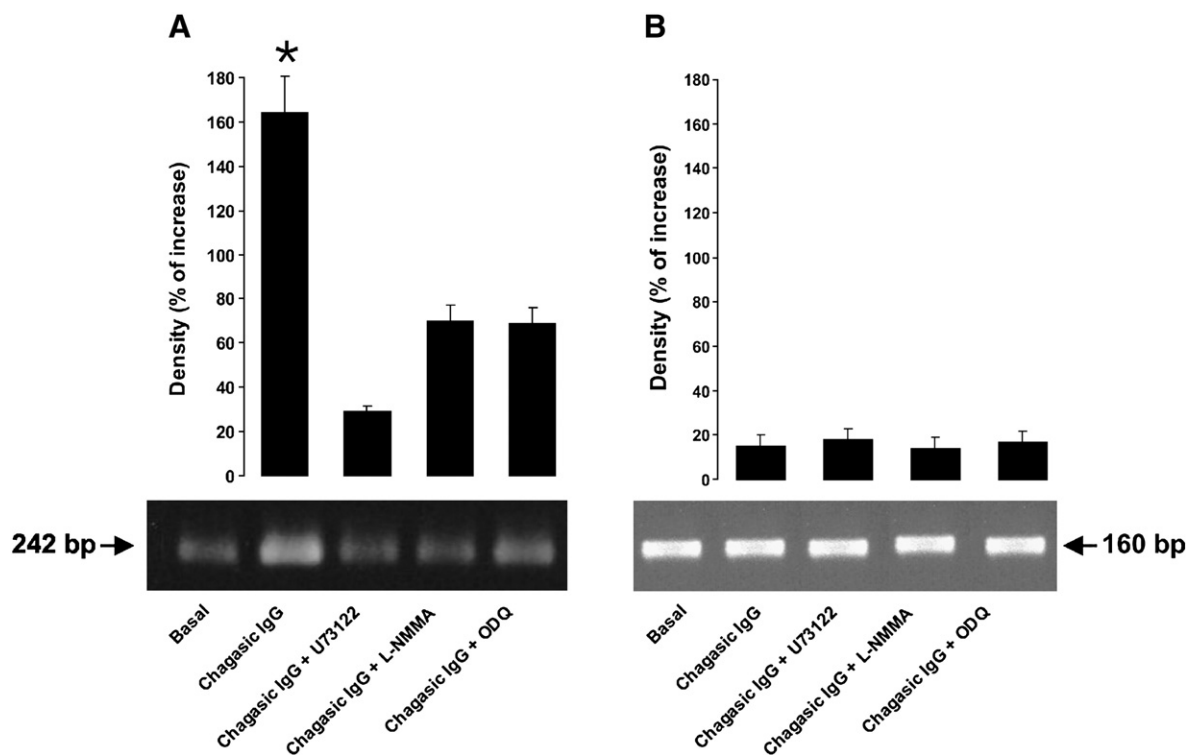 A
*
180
160
140
120
100
80
60
40
20
0
Density (% of increase)
242 bp
Basal
Chagasic IgG
Chagasic IgG + U73122
Chagasic IgG + L-NMMA
Chagasic IgG + ODQ
B
180
160
140
120
100
80
60
40
20
0
Density (% of increase)
160 bp
Basal
Chagasic IgG
Chagasic IgG + U73122
Chagasic IgG + L-NMMA
Chagasic IgG + ODQ